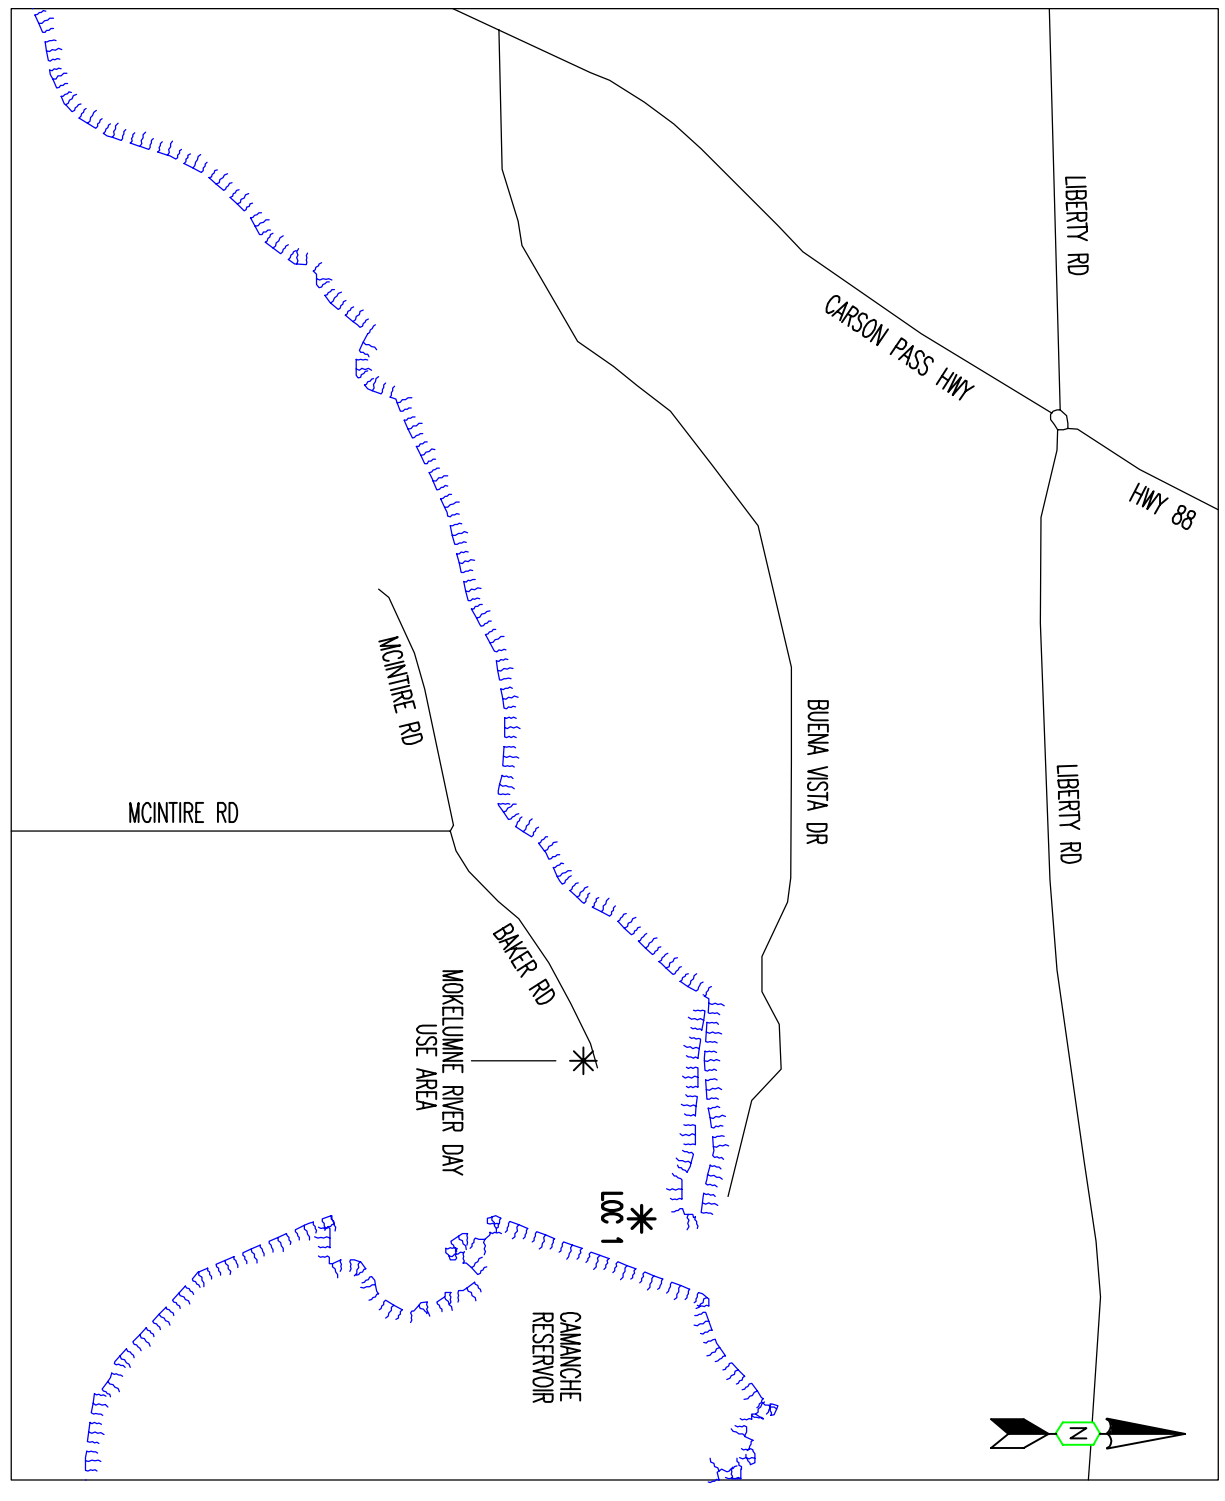 LIBERTY RD
CARSON PASS HWY
HWY 88
LIBERTY RD
BUENA VISTA DR
MCINTIRE RD
MCINTIRE RD
BAKER RD
MOKELUMNE RIVER DAY
USE AREA
LOC 1
CAMANCHE
RESERVOIR
N